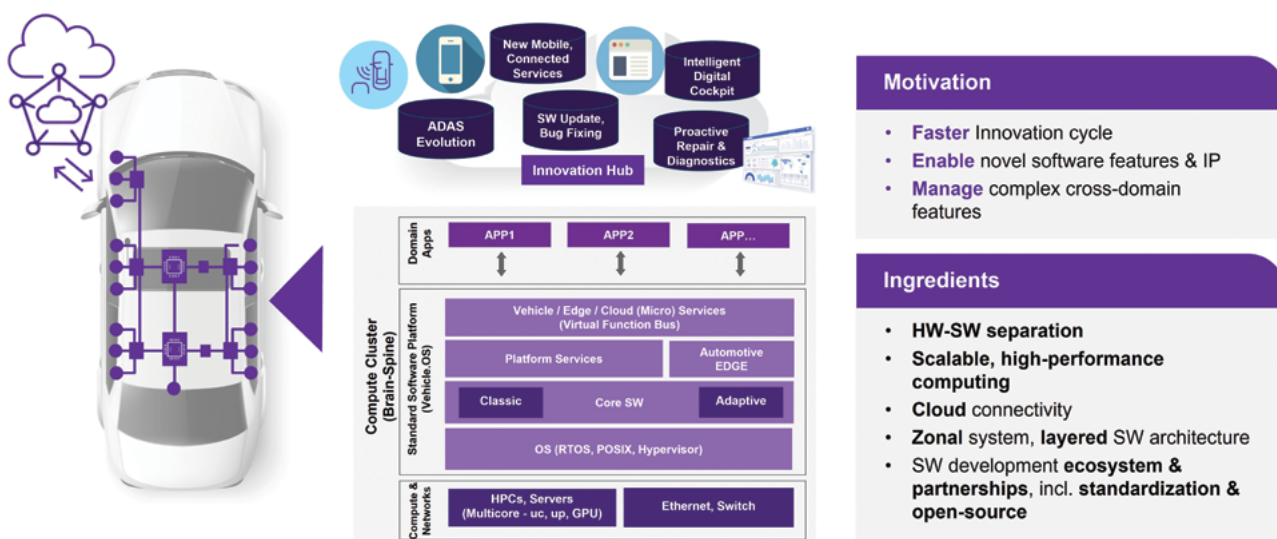 New Mobile,
Connected
Services
Intelligent
Digital
Cockpit
ADAS
Evolution
SW Update,
Bug Fixing
Proactive
Repair &
Diagnostics
Innovation Hub
Compute Cluster
(Brain-Spine)
Domain
Apps
APP1
APP2
APP...
Standard Software Platform
(Vehicle.OS)
Vehicle / Edge / Cloud (Micro) Services
(Virtual Function Bus)
Platform Services
Automotive
EDGE
Classic
Core SW
Adaptive
OS (RTOS, POSIX, Hypervisor)
Compute &
Networks
HPCs, Servers
(Multicore - uc, up, GPU)
Ethernet, Switch
Motivation
• Faster Innovation cycle
• Enable novel software features & IP
• Manage complex cross-domain
features
Ingredients
• HW-SW separation
• Scalable, high-performance
computing
• Cloud connectivity
• Zonal system, layered SW architecture
• SW development ecosystem &
partnerships, incl. standardization &
open-source